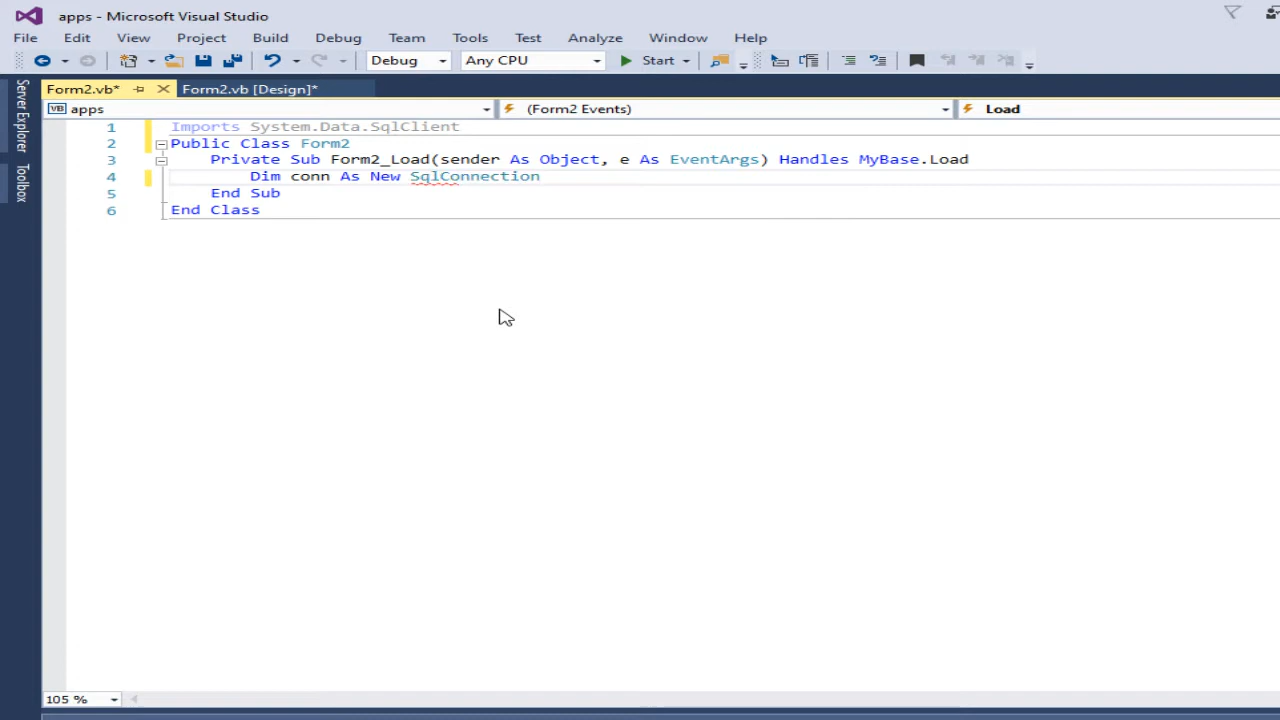 apps - Microsoft Visual Studio
File Edit View Project Build Debug Team Tools Test Analyze Window Help
Debug Any CPU Start
Form2.vb* Form2.vb [Design]*
VB apps (Form2 Events) Load
Server Explorer
Toolbox
1 Imports System.Data.SqlClient
2 Public Class Form2
3 Private Sub Form2_Load(sender As Object, e As EventArgs) Handles MyBase.Load
4 Dim conn As New SqlConnection
5 End Sub
6 End Class
105 %